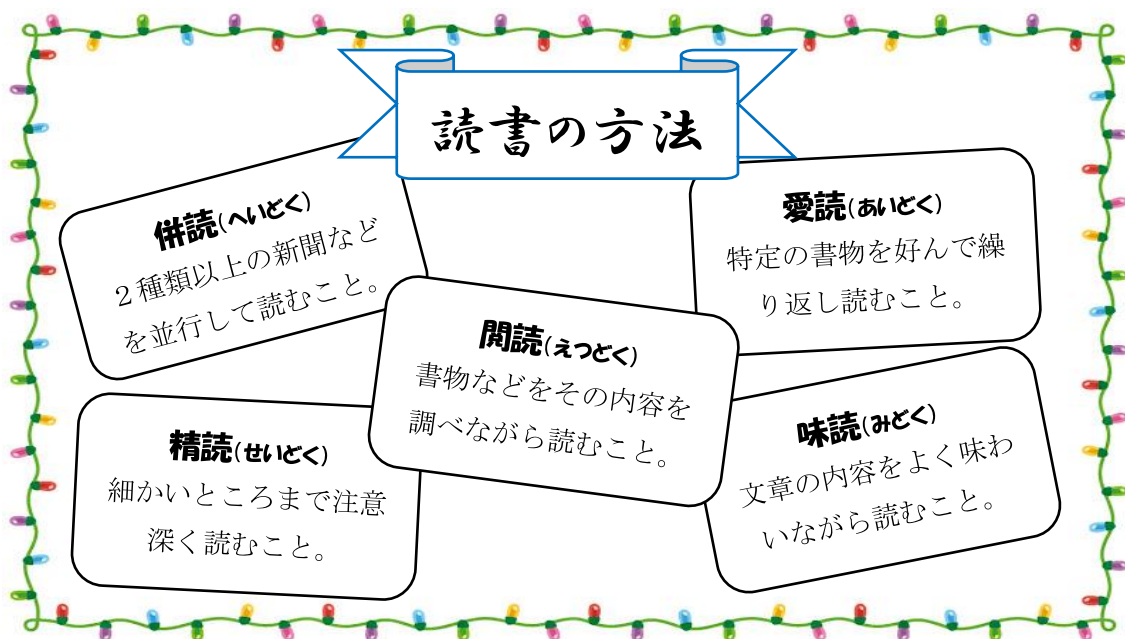 読書の方法
併読(へいどく)
２種類以上の新聞など
を並行して読むこと。
愛読(あいどく)
特定の書物を好んで繰
り返し読むこと。
閲読(えつどく)
書物などをその内容を
調べながら読むこと。
精読(せいどく)
細かいところまで注意
深く読むこと。
味読(みどく)
文章の内容をよく味わ
いながら読むこと。